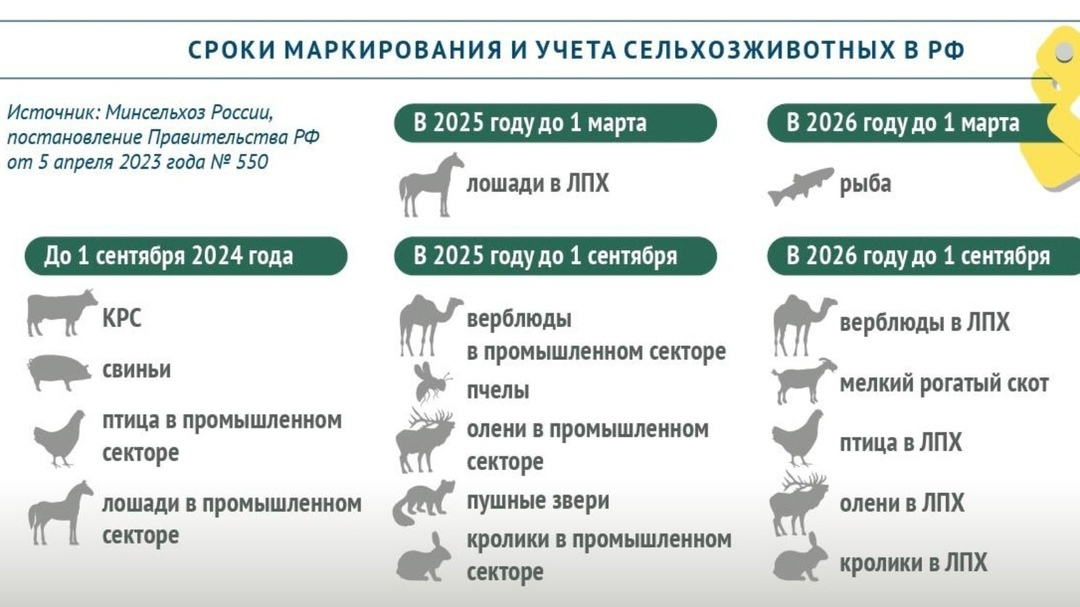 СРОКИ МАРКИРОВАНИЯ И УЧЕТА СЕЛЬХОЗЖИВОТНЫХ В РФ
Источник: Минсельхоз России,
постановление Правительства РФ
от 5 апреля 2023 года № 550
До 1 сентября 2024 года
КРС
свиньи
птица в промышленном
секторе
лошади в промышленном
секторе
В 2025 году до 1 марта
лошади в ЛПХ
В 2025 году до 1 сентября
верблюды
в промышленном секторе
пчелы
олени в промышленном
секторе
пушные звери
кролики в промышленном
секторе
В 2026 году до 1 марта
рыба
В 2026 году до 1 сентября
верблюды в ЛПХ
мелкий рогатый скот
птица в ЛПХ
олени в ЛПХ
кролики в ЛПХ